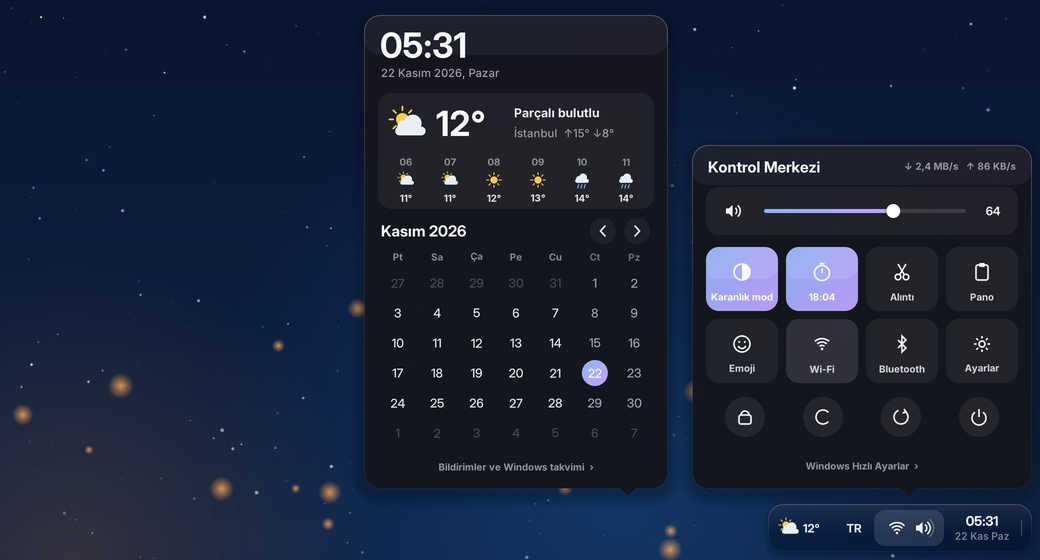 05:31
22 Kasım 2026, Pazar
12°
Parçalı bulutlu
İstanbul ↑15° ↓8°
06 07 08 09 10 11
11° 11° 12° 13° 14° 14°
Kasım 2026
Pt Sa Ça Pe Cu Ct Pz
27 28 29 30 31 1 2
3 4 5 6 7 8 9
10 11 12 13 14 15 16
17 18 19 20 21 22 23
24 25 26 27 28 29 30
1 2 3 4 5 6 7
Bildirimler ve Windows takvimi ›
Kontrol Merkezi ↓ 2,4 MB/s ↑ 86 KB/s
64
Karanlık mod 18:04 Alıntı Pano
Emoji Wi-Fi Bluetooth Ayarlar
Windows Hızlı Ayarlar ›
12° TR 05:31
22 Kas Paz